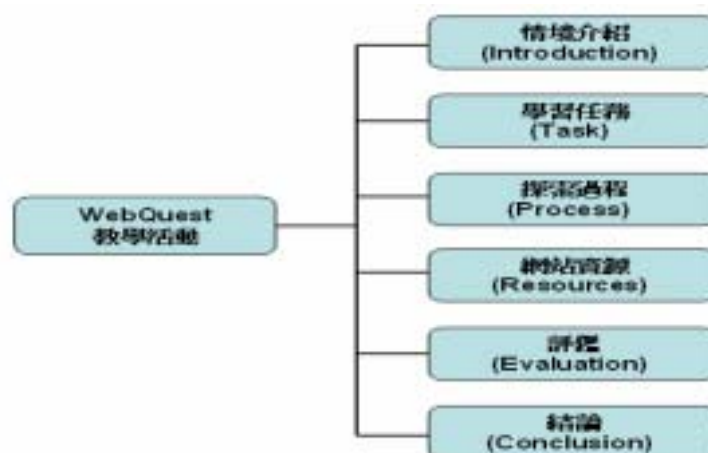 情境介紹
(Introduction)
學習任務
(Task)
探索過程
(Process)
WebQuest
教學活動
網站資源
(Resources)
評鑑
(Evaluation)
結論
(Conclusion)